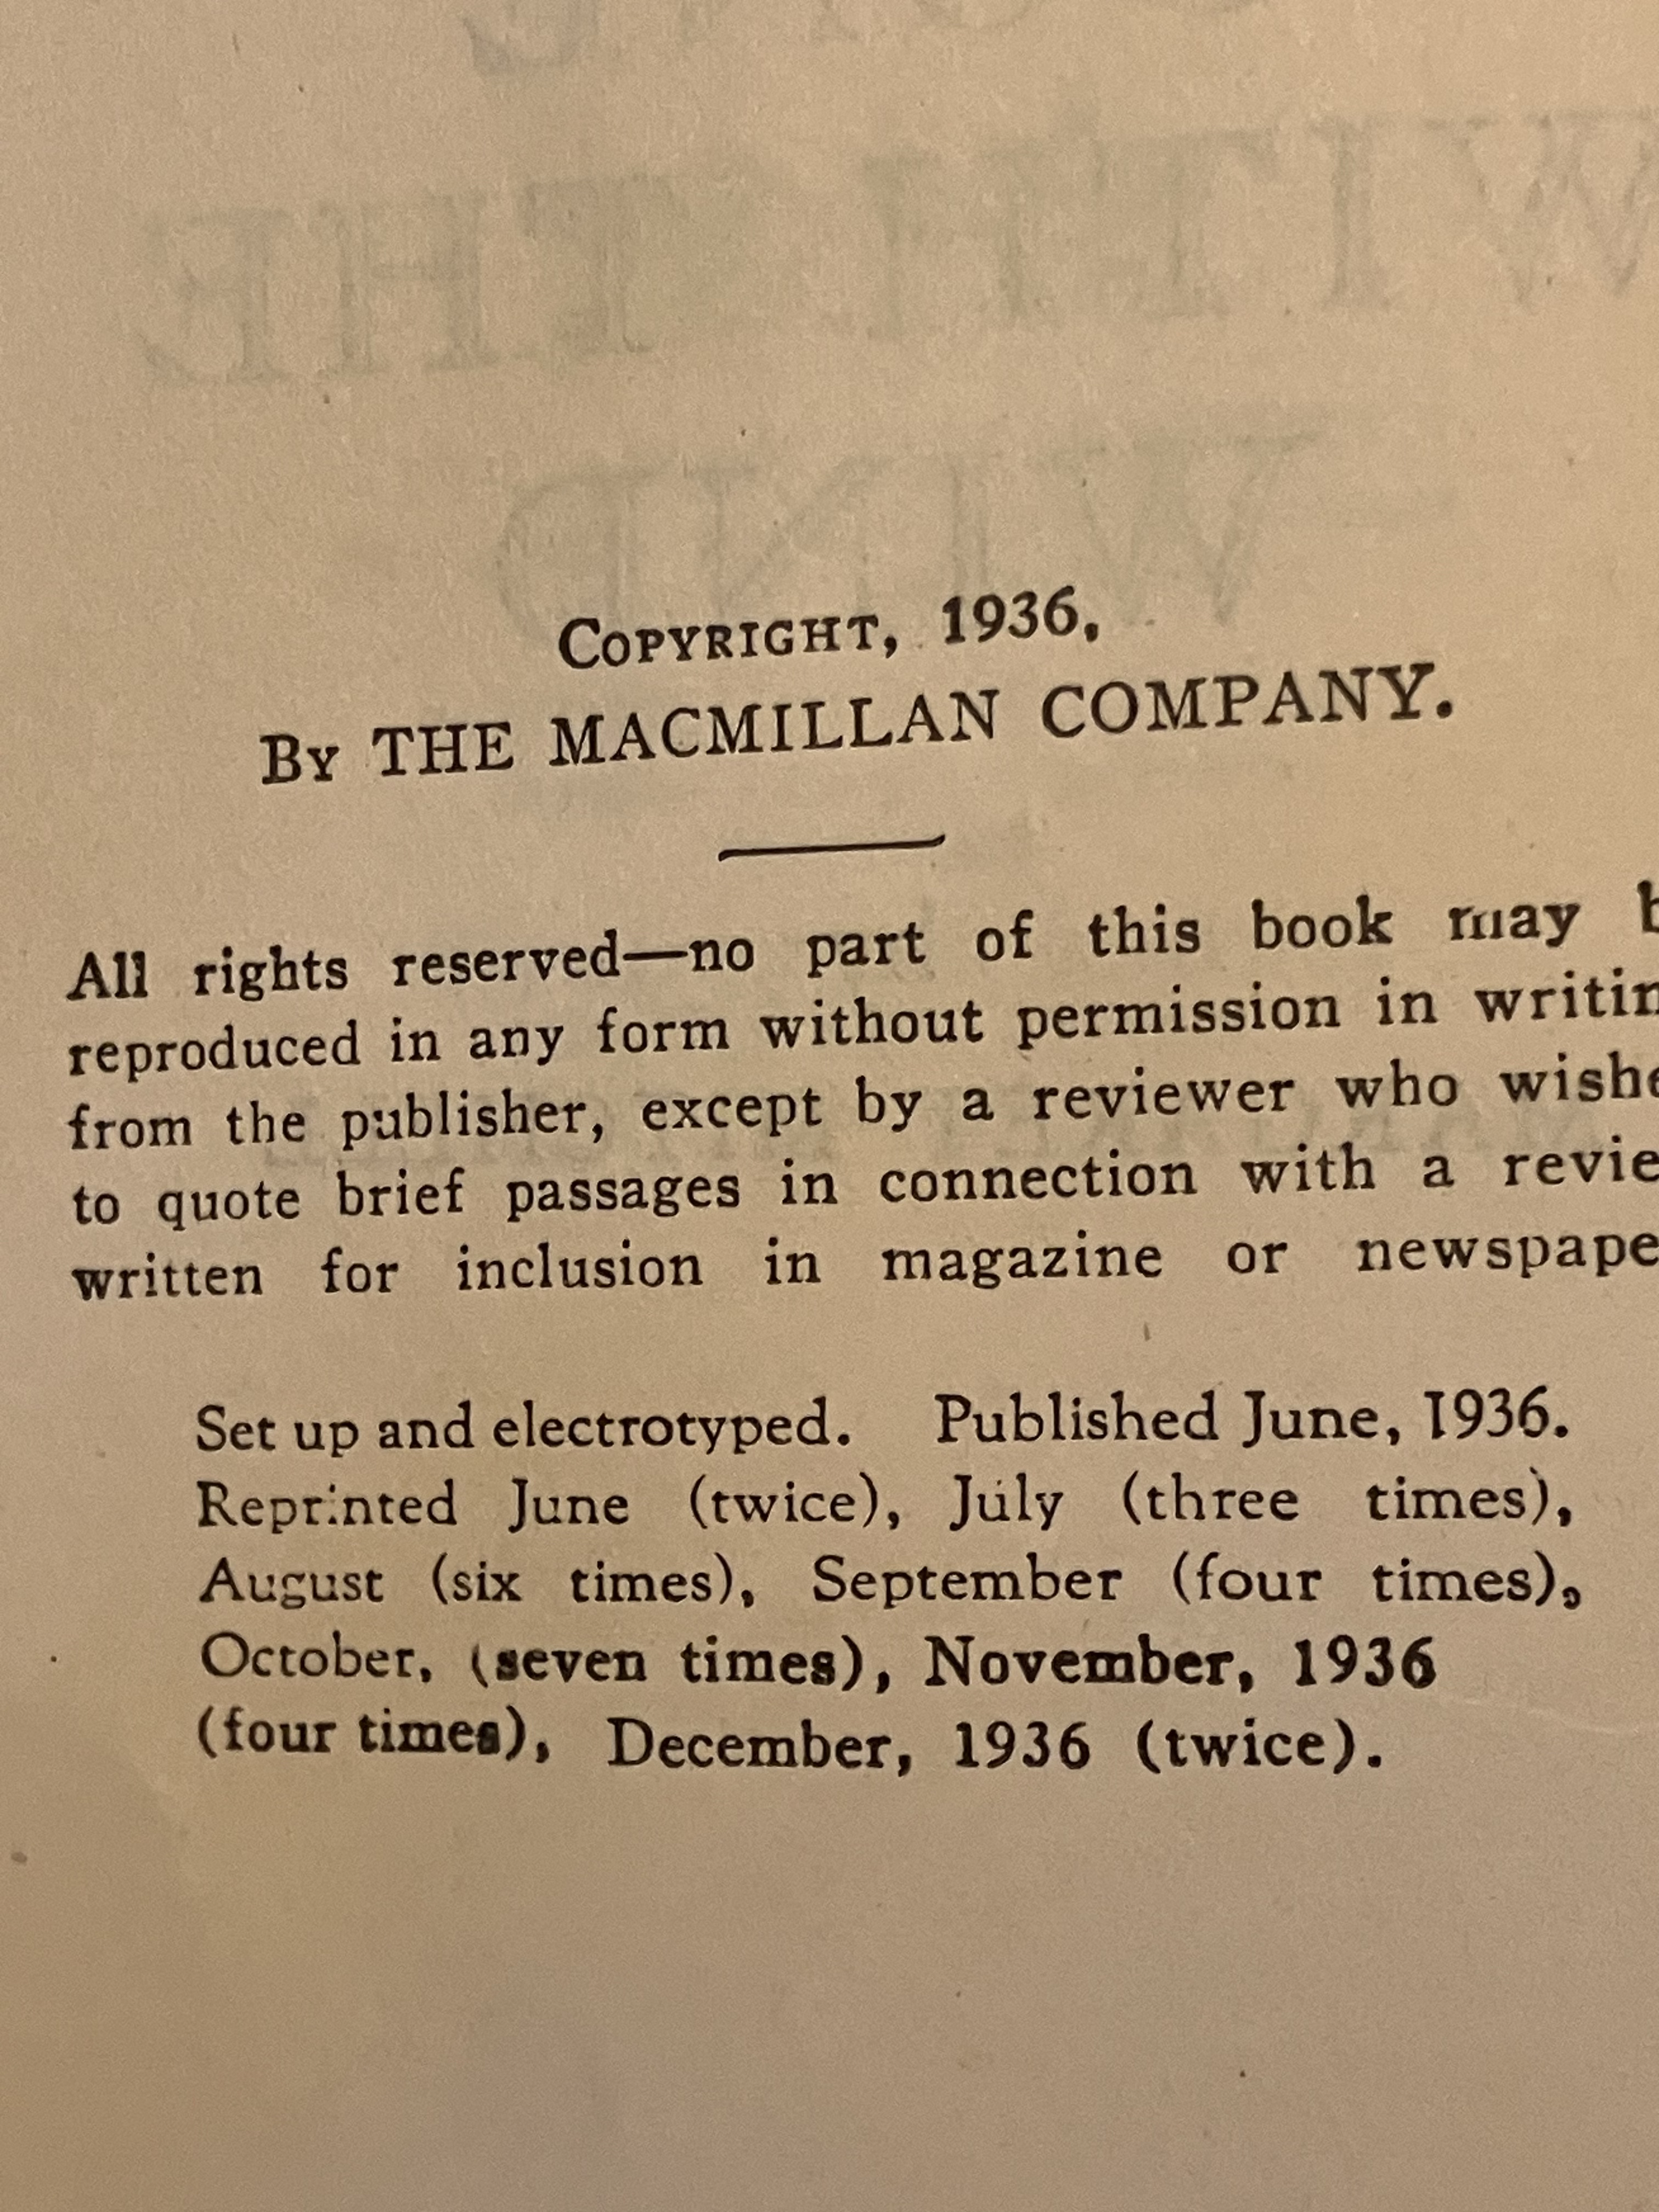 COPYRIGHT, 1936,
BY THE MACMILLAN COMPANY.
All rights reserved—no part of this book may b
reproduced in any form without permission in writin
from the publisher, except by a reviewer who wishe
to quote brief passages in connection with a revie
written for inclusion in magazine or newspape
Set up and electrotyped. Published June, 1936.
Reprinted June (twice), July (three times),
August (six times), September (four times),
October, (seven times), November, 1936
(four times), December, 1936 (twice).